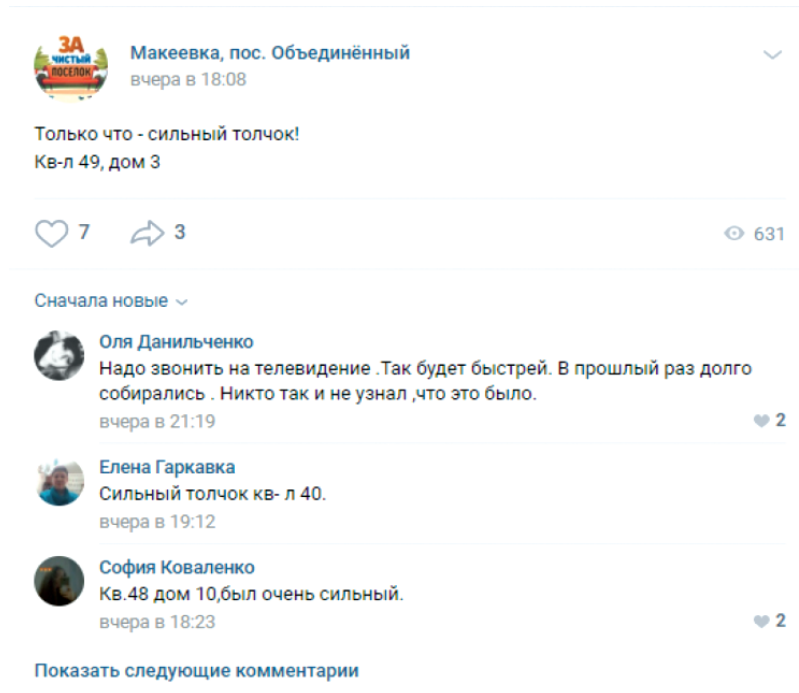 ЗА
ЧИСТЫЙ
ПОСЕЛОК
Макеевка, пос. Объединённый
вчера в 18:08
Только что - сильный толчок!
Кв-л 49, дом 3
7
3
631
Сначала новые
Оля Данильченко
Надо звонить на телевидение .Так будет быстрей. В прошлый раз долго
собирались . Никто так и не узнал ,что это было.
вчера в 21:19
2
Елена Гаркавка
Сильный толчок кв- л 40.
вчера в 19:12
София Коваленко
Кв.48 дом 10,был очень сильный.
вчера в 18:23
2
Показать следующие комментарии